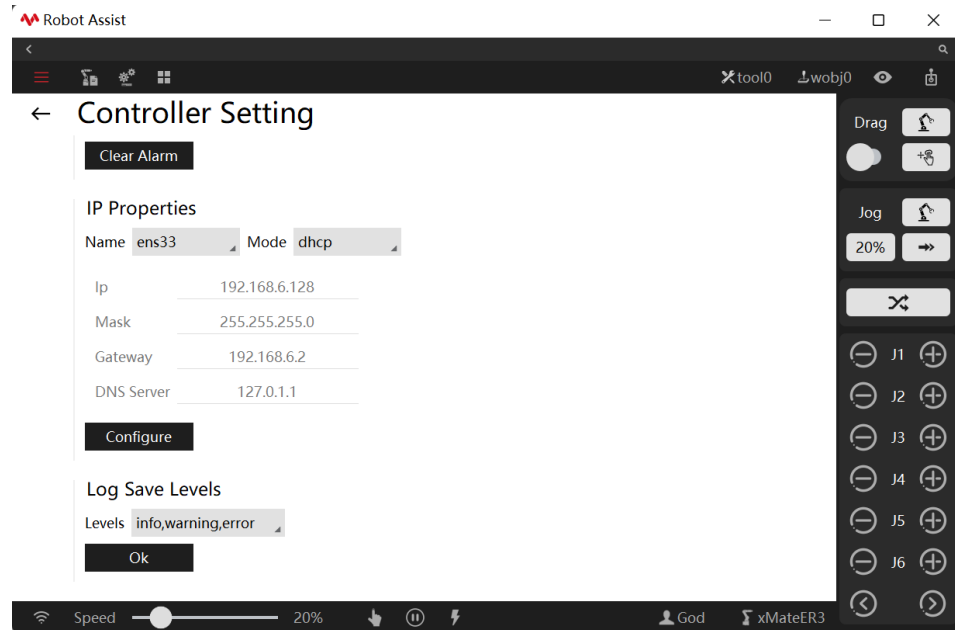 Robot Assist
tool0 wobj0
Controller Setting
Clear Alarm
IP Properties
Name ens33 Mode dhcp
Ip 192.168.6.128
Mask 255.255.255.0
Gateway 192.168.6.2
DNS Server 127.0.1.1
Configure
Log Save Levels
Levels info,warning,error
Ok
Drag
Jog
20%
J1
J2
J3
J4
J5
J6
Speed 20% God xMateER3